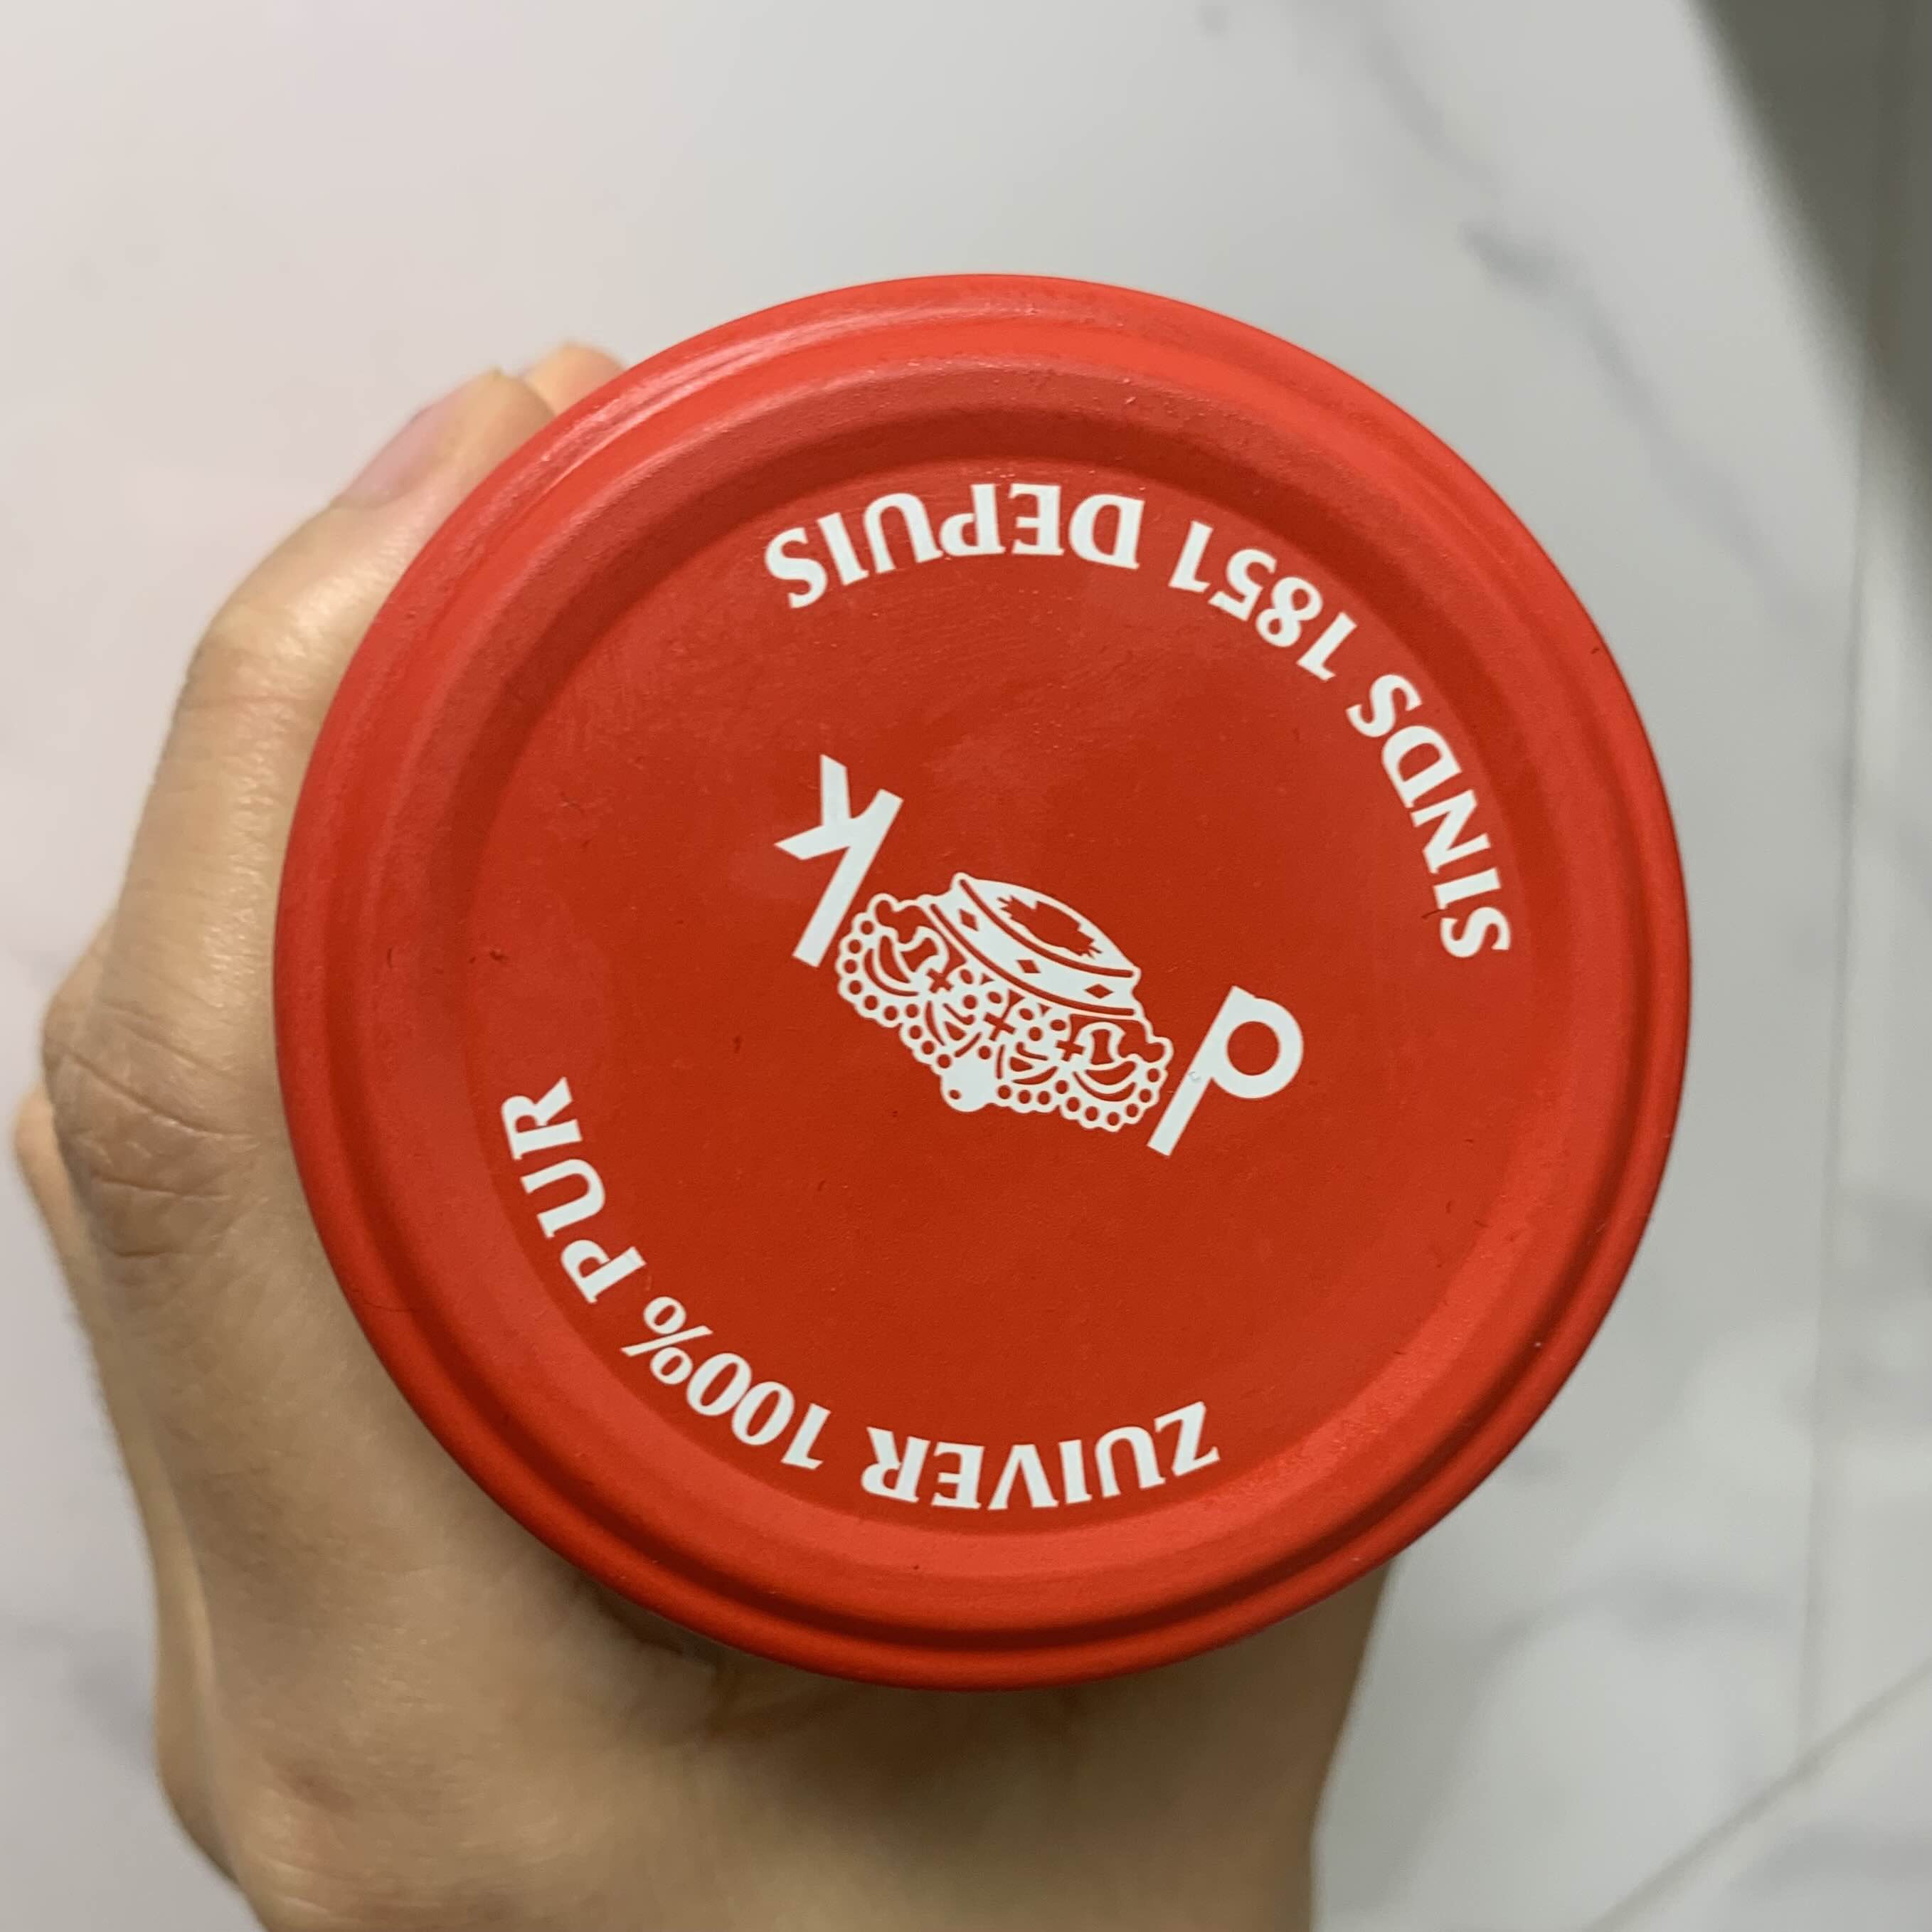 ZUIVER 100% PUR
d k
SINDS 1851 DEPUIS